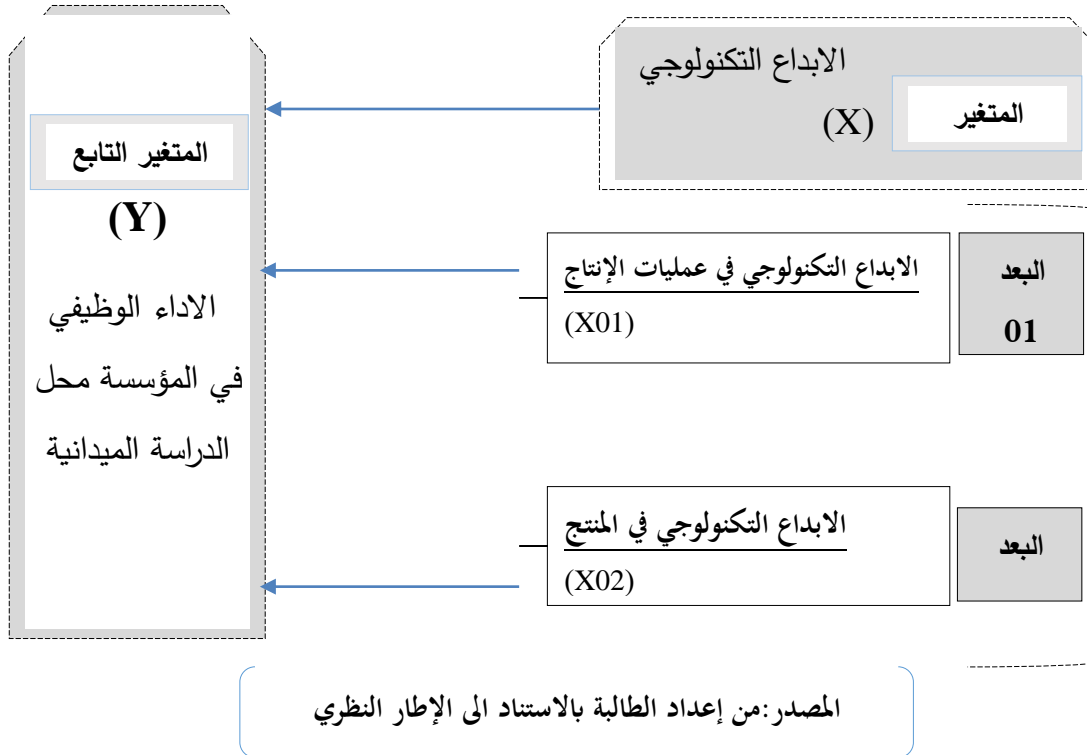 الابداع التكنولوجي
المتغير
(X)
المتغير التابع
(Y)
الاداء الوظيفي
في المؤسسة محل
الدراسة الميدانية
البعد
01
الابداع التكنولوجي في عمليات الإنتاج
(X01)
البعد
الابداع التكنولوجي في المنتج
(X02)
المصدر:من إعداد الطالبة بالاستناد الى الإطار النظري